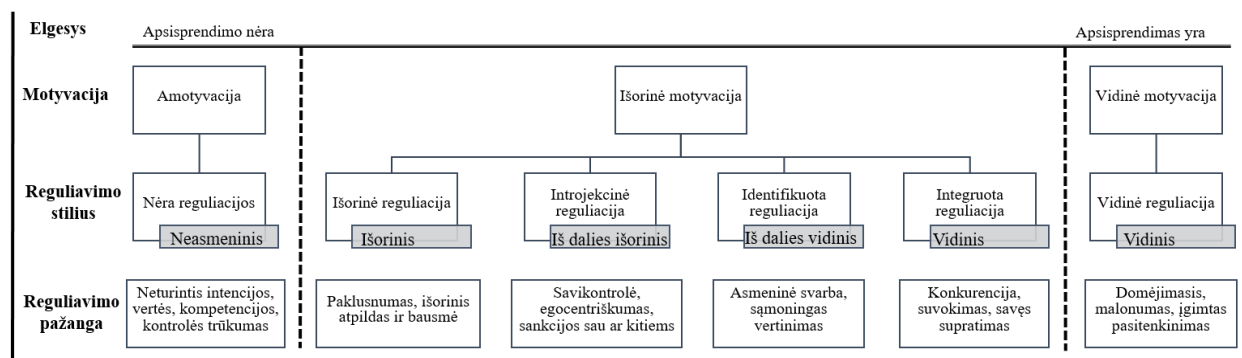 Elgesys
Apsisprendimo nėra
Apsisprendimas yra
Motyvacija
Amotyvacija
Išorinė motyvacija
Vidinė motyvacija
Reguliavimo
stilius
Nėra reguliacijos
Neasmeninis
Išorinė reguliacija
Išorinis
Introjekcinė
reguliacija
Iš dalies išorinis
Identifikuota
reguliacija
Iš dalies vidinis
Integruota
reguliacija
Vidinis
Vidinė reguliacija
Vidinis
Reguliavimo
pažanga
Neturintis intencijos,
vertės, kompetencijos,
kontrolės trūkumas
Paklusnumas, išorinis
atpildas ir bausmė
Savikontrolė,
egocentriškumas,
sankcijos sau ar kitiems
Asmeninė svarba,
sąmoningas
vertinimas
Konkurencija,
suvokimas, savęs
supratimas
Domėjimasis,
malonumas, įgimtas
pasitenkinimas